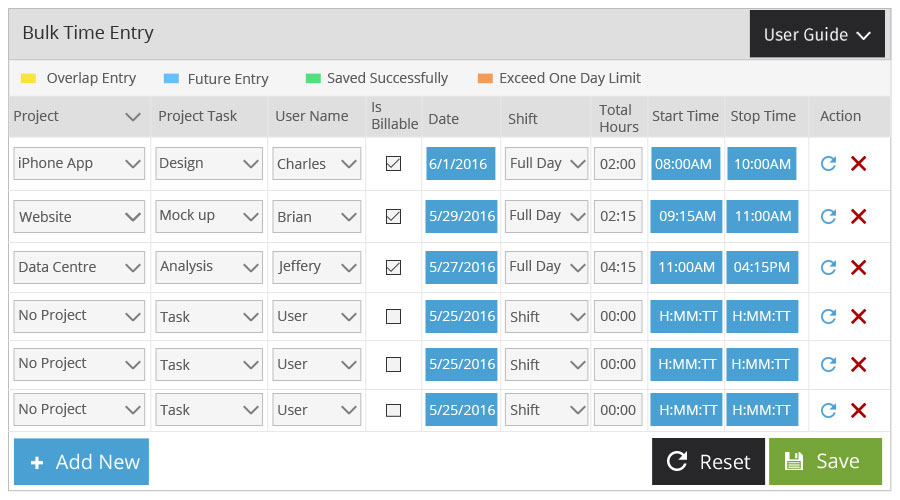 Bulk Time Entry
User Guide
Overlap Entry Future Entry Saved Successfully Exceed One Day Limit
Project Project Task User Name Is Billable Date Shift Total Hours Start Time Stop Time Action
iPhone App Design Charles 6/1/2016 Full Day 02:00 08:00AM 10:00AM
Website Mock up Brian 5/29/2016 Full Day 02:15 09:15AM 11:00AM
Data Centre Analysis Jeffery 5/27/2016 Full Day 04:15 11:00AM 04:15PM
No Project Task User 5/25/2016 Shift 00:00 H:MM:TT H:MM:TT
No Project Task User 5/25/2016 Shift 00:00 H:MM:TT H:MM:TT
No Project Task User 5/25/2016 Shift 00:00 H:MM:TT H:MM:TT
+ Add New Reset Save